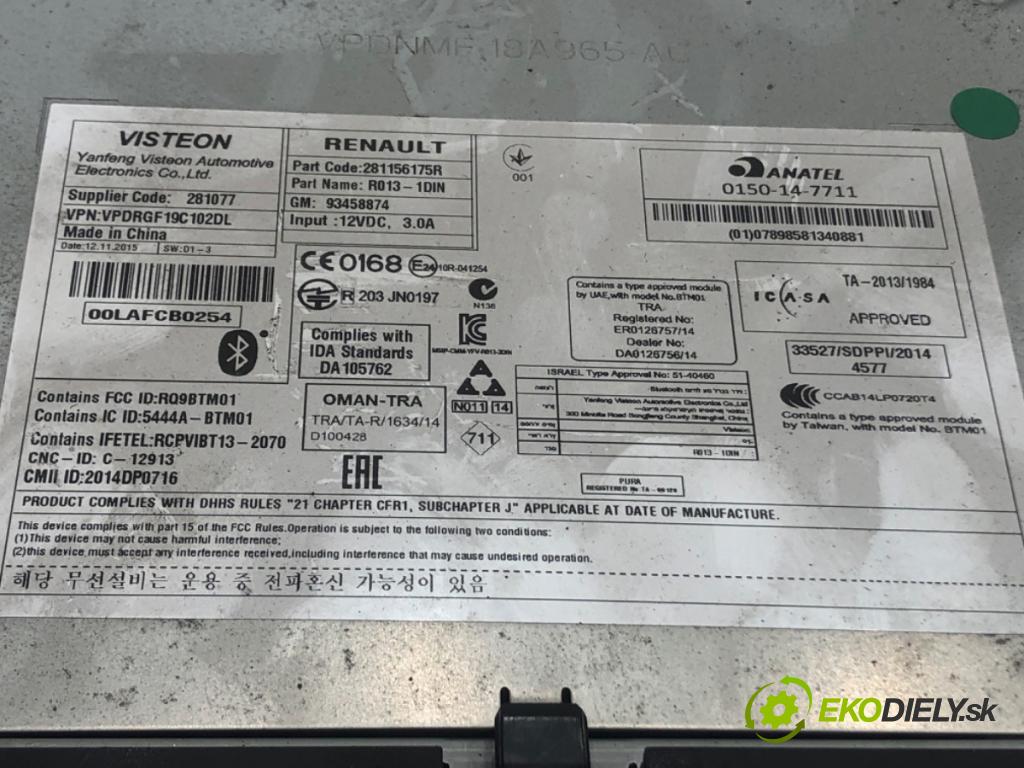 VPDNMF 18A965-AC
VISTEON
Yanfeng Visteon Automotive
Electronics Co.,Ltd.
Supplier Code: 281077
VPN:VPDRGF19C102DL
Made in China
Date:12.11.2015 SW:01-3
00LAFCB0254
RENAULT
Part Code:281156175R
Part Name: R013-1DIN
GM: 93458874
Input :12VDC, 3.0A
CE0168 E24 10R-041254
R 203 JN0197
N136
Complies with
IDA Standards
DA105762
001
ANATEL
0150-14-7711
(01)07898581340881
Contains a type approved module
by UAE,with model No.BTM01
TRA
Registered No:
ER0126757/14
Dealer No:
DA0126756/14
ICASA
TA-2013/1984
APPROVED
33527/SDPPI/2014
4577
CCAB14LP0720T4
Contains a type approved module
by Taiwan, with model No. BTM01
Contains FCC ID:RQ9BTM01
Contains IC ID:5444A-BTM01
Contains IFETEL:RCPVIBT13-2070
CNC-ID: C-12913
CMII ID:2014DP0716
OMAN-TRA
TRA/TA-R/1634/14
D100428
EAC
N011 14
711
ISRAEL Type Approval No: 51-40460
Yanfeng Visteon Automotive Electronics Co.,Ltd
Visteon
R013-1DIN
PURA
PRODUCT COMPLIES WITH DHHS RULES "21 CHAPTER CFR1, SUBCHAPTER J." APPLICABLE AT DATE OF MANUFACTURE.
This device complies with part 15 of the FCC Rules.Operation is subject to the following two conditions:
(1)This device may not cause harmful interference;
(2)this device must accept any interference received,including interference that may cause undesired operation.
해당 무선설비는 운용 중 전파혼신 가능성이 있음
EKODIELY.sk